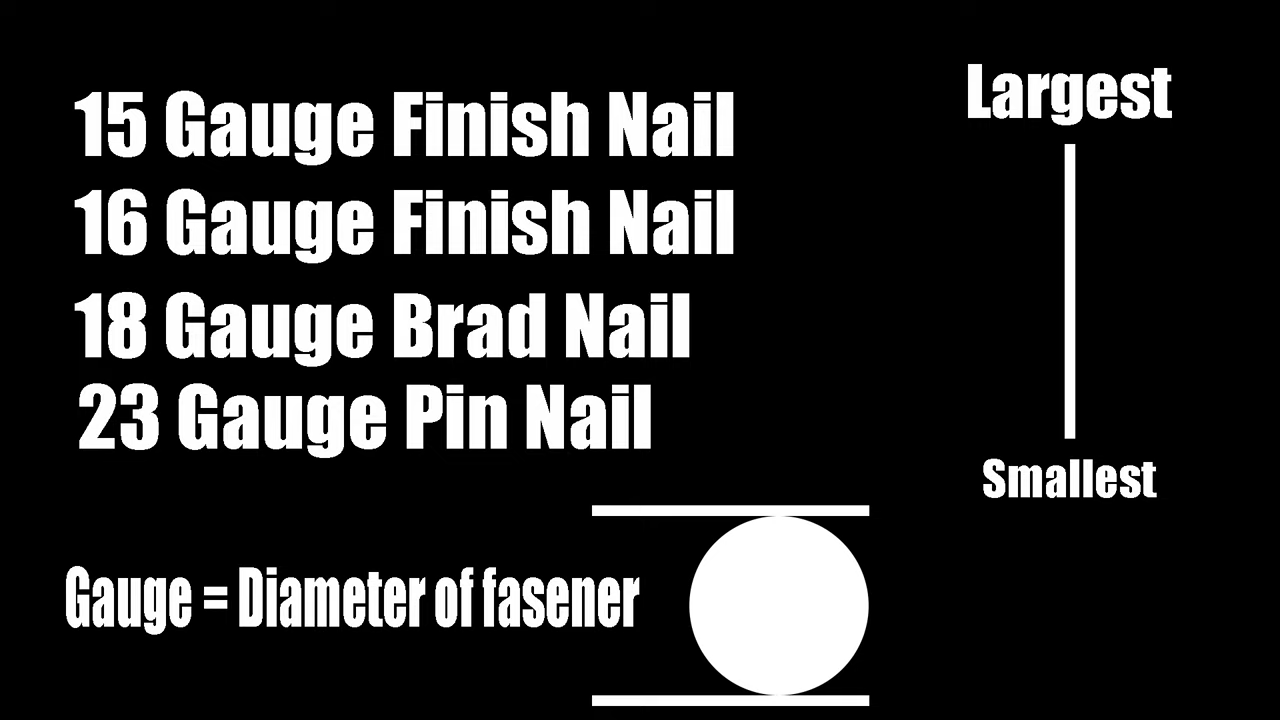 15 Gauge Finish Nail
16 Gauge Finish Nail
18 Gauge Brad Nail
23 Gauge Pin Nail
Largest
Smallest
Gauge = Diameter of fasener